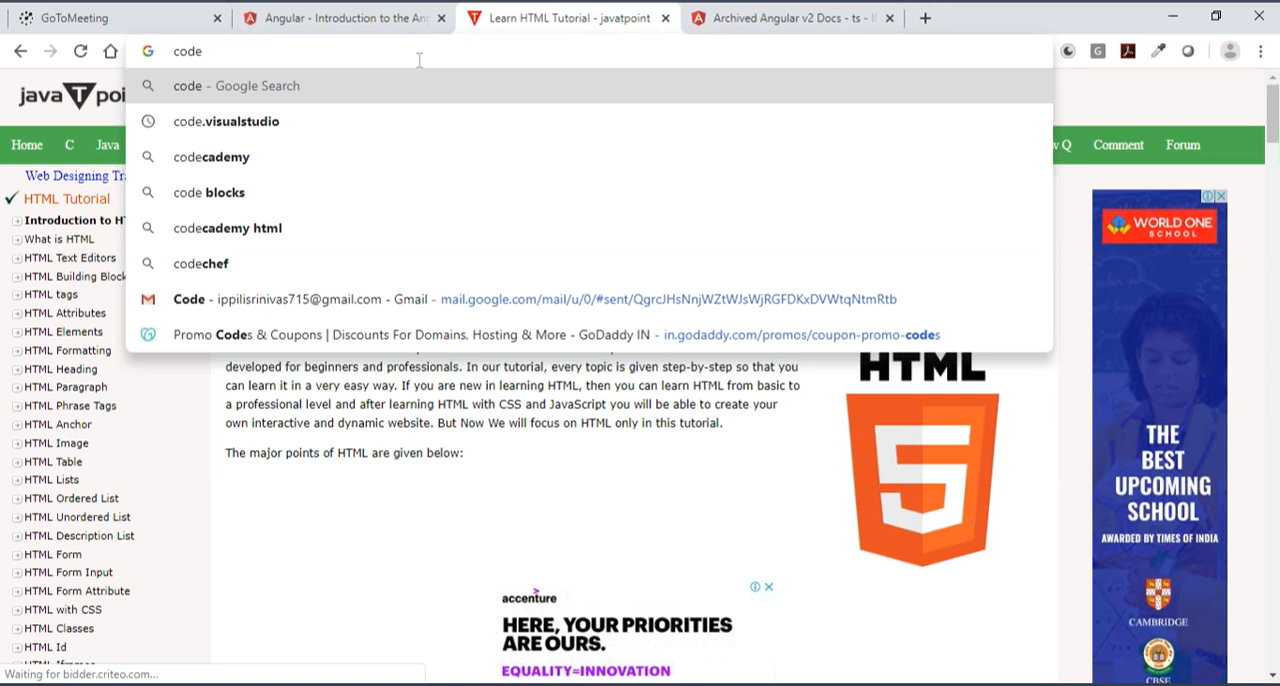 GoToMeeting
Angular - Introduction to the An
Learn HTML Tutorial - javatpoint
Archived Angular v2 Docs - ts -
code
code - Google Search
code.visualstudio
codecademy
code blocks
codecademy html
codechef
Code - ippilisrinivas715@gmail.com - Gmail - mail.google.com/mail/u/0/#sent/QgrcJHsNnjWZtWJsWjRGFDKxDVWtqNtmRtb
Promo Codes & Coupons | Discounts For Domains, Hosting & More - GoDaddy IN - in.godaddy.com/promos/coupon-promo-codes
java T poi
Home C Java
w Q Comment Forum
Web Designing Tr
HTML Tutorial
Introduction to HT
What is HTML
HTML Text Editors
HTML Building Block
HTML tags
HTML Attributes
HTML Elements
HTML Formatting
HTML Heading
HTML Paragraph
HTML Phrase Tags
HTML Anchor
HTML Image
HTML Table
HTML Lists
HTML Ordered List
HTML Unordered List
HTML Description List
HTML Form
HTML Form Input
HTML Form Attribute
HTML with CSS
HTML Classes
HTML Id
HTML Iframes
developed for beginners and professionals. In our tutorial, every topic is given step-by-step so that you
can learn it in a very easy way. If you are new in learning HTML, then you can learn HTML from basic to
a professional level and after learning HTML with CSS and JavaScript you will be able to create your
own interactive and dynamic website. But Now We will focus on HTML only in this tutorial.
The major points of HTML are given below:
HTML
5
accenture
HERE, YOUR PRIORITIES
ARE OURS.
EQUALITY=INNOVATION
WORLD ONE
SCHOOL
THE
BEST
UPCOMING
SCHOOL
AWARDED BY TIMES OF INDIA
CAMBRIDGE
CBSE
Waiting for bidder.criteo.com...